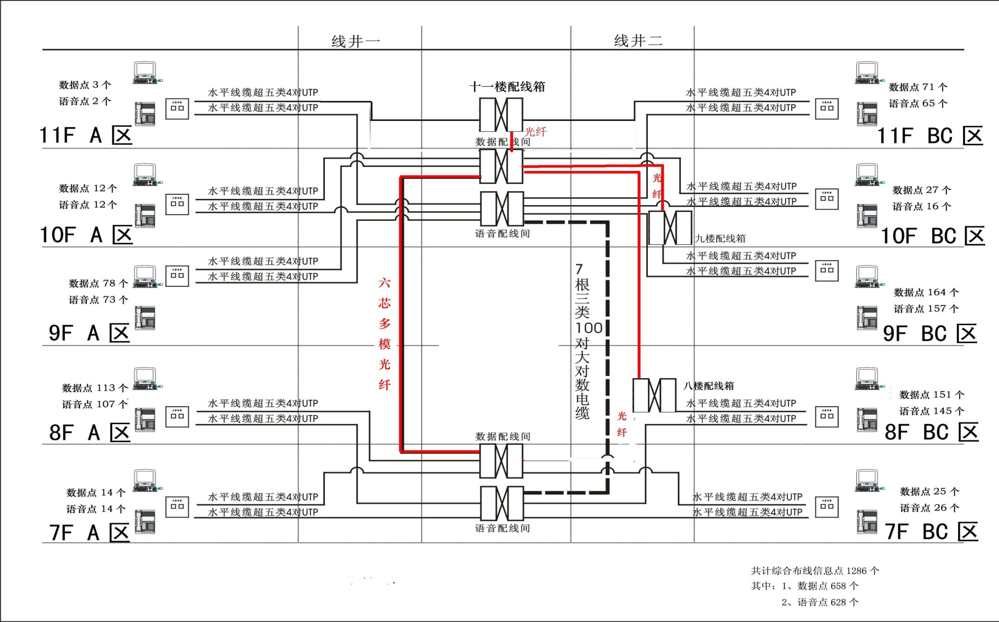 线井一
线井二
数据点 3 个
语音点 2 个
11F A 区
水平线缆超五类4对UTP
水平线缆超五类4对UTP
十一楼配线箱
光纤
数据配线间
水平线缆超五类4对UTP
水平线缆超五类4对UTP
数据点 71 个
语音点 65 个
11F BC 区
数据点 12 个
语音点 12 个
10F A 区
水平线缆超五类4对UTP
水平线缆超五类4对UTP
语音配线间
光纤
水平线缆超五类4对UTP
水平线缆超五类4对UTP
九楼配线箱
数据点 27 个
语音点 16 个
10F BC 区
水平线缆超五类4对UTP
水平线缆超五类4对UTP
数据点 78 个
语音点 73 个
9F A 区
六芯多模光纤
7根三类100对大对数电缆
水平线缆超五类4对UTP
水平线缆超五类4对UTP
数据点 164 个
语音点 157 个
9F BC 区
数据点 113 个
语音点 107 个
8F A 区
水平线缆超五类4对UTP
水平线缆超五类4对UTP
数据配线间
光纤
八楼配线箱
水平线缆超五类4对UTP
水平线缆超五类4对UTP
数据点 151 个
语音点 145 个
8F BC 区
数据点 14 个
语音点 14 个
7F A 区
水平线缆超五类4对UTP
水平线缆超五类4对UTP
语音配线间
水平线缆超五类4对UTP
水平线缆超五类4对UTP
数据点 25 个
语音点 26 个
7F BC 区
共计综合布线信息点 1286 个
其中：1、数据点 658 个
2、语音点 628 个